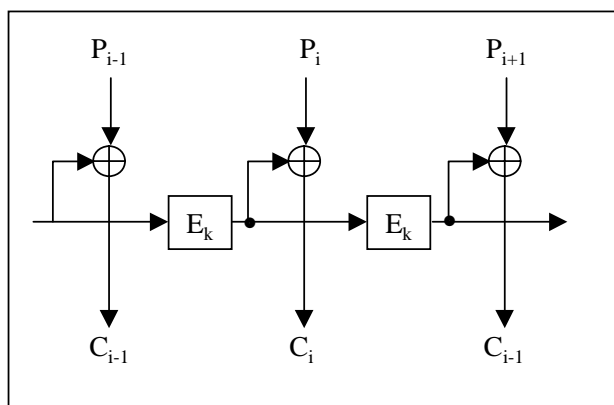 P_{i-1} P_i P_{i+1}
E_k E_k
C_{i-1} C_i C_{i-1}